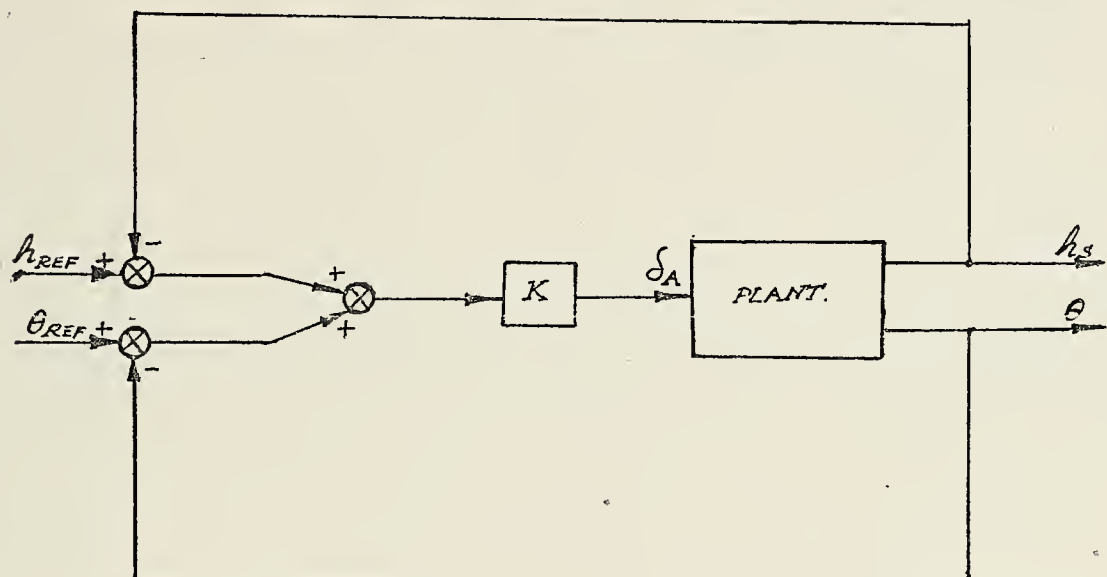 -
h_REF +
+
K
δ_A
PLANT.
h_s
θ_REF +
+
θ
-